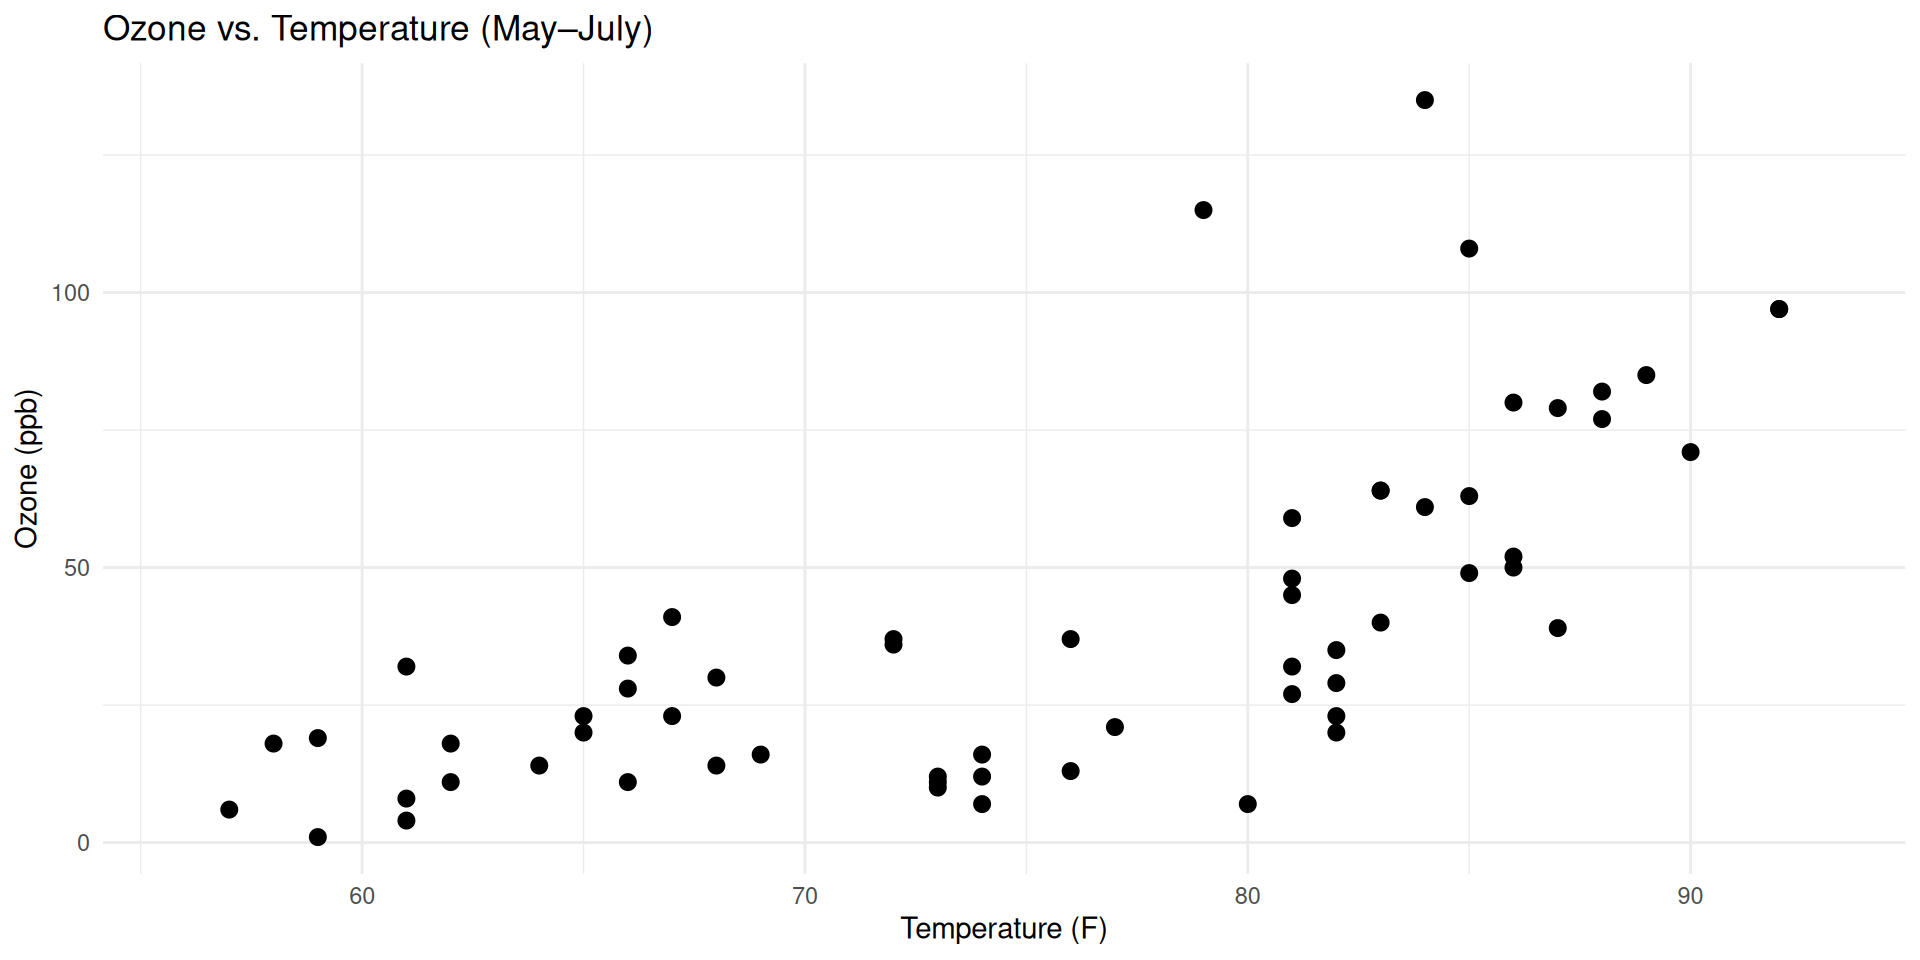 Ozone vs. Temperature (May–July)
Ozone (ppb)
100
50
0
60 70 80 90
Temperature (F)